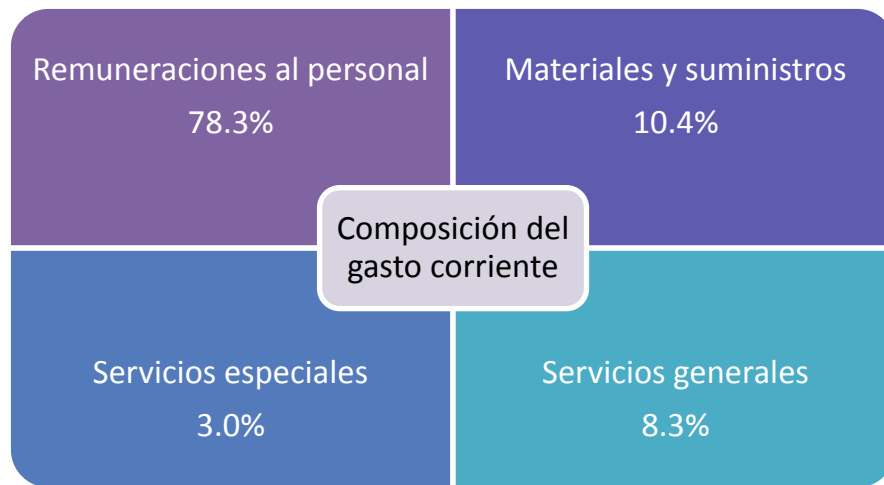 Remuneraciones al personal
78.3%
Materiales y suministros
10.4%
Composición del
gasto corriente
Servicios especiales
3.0%
Servicios generales
8.3%